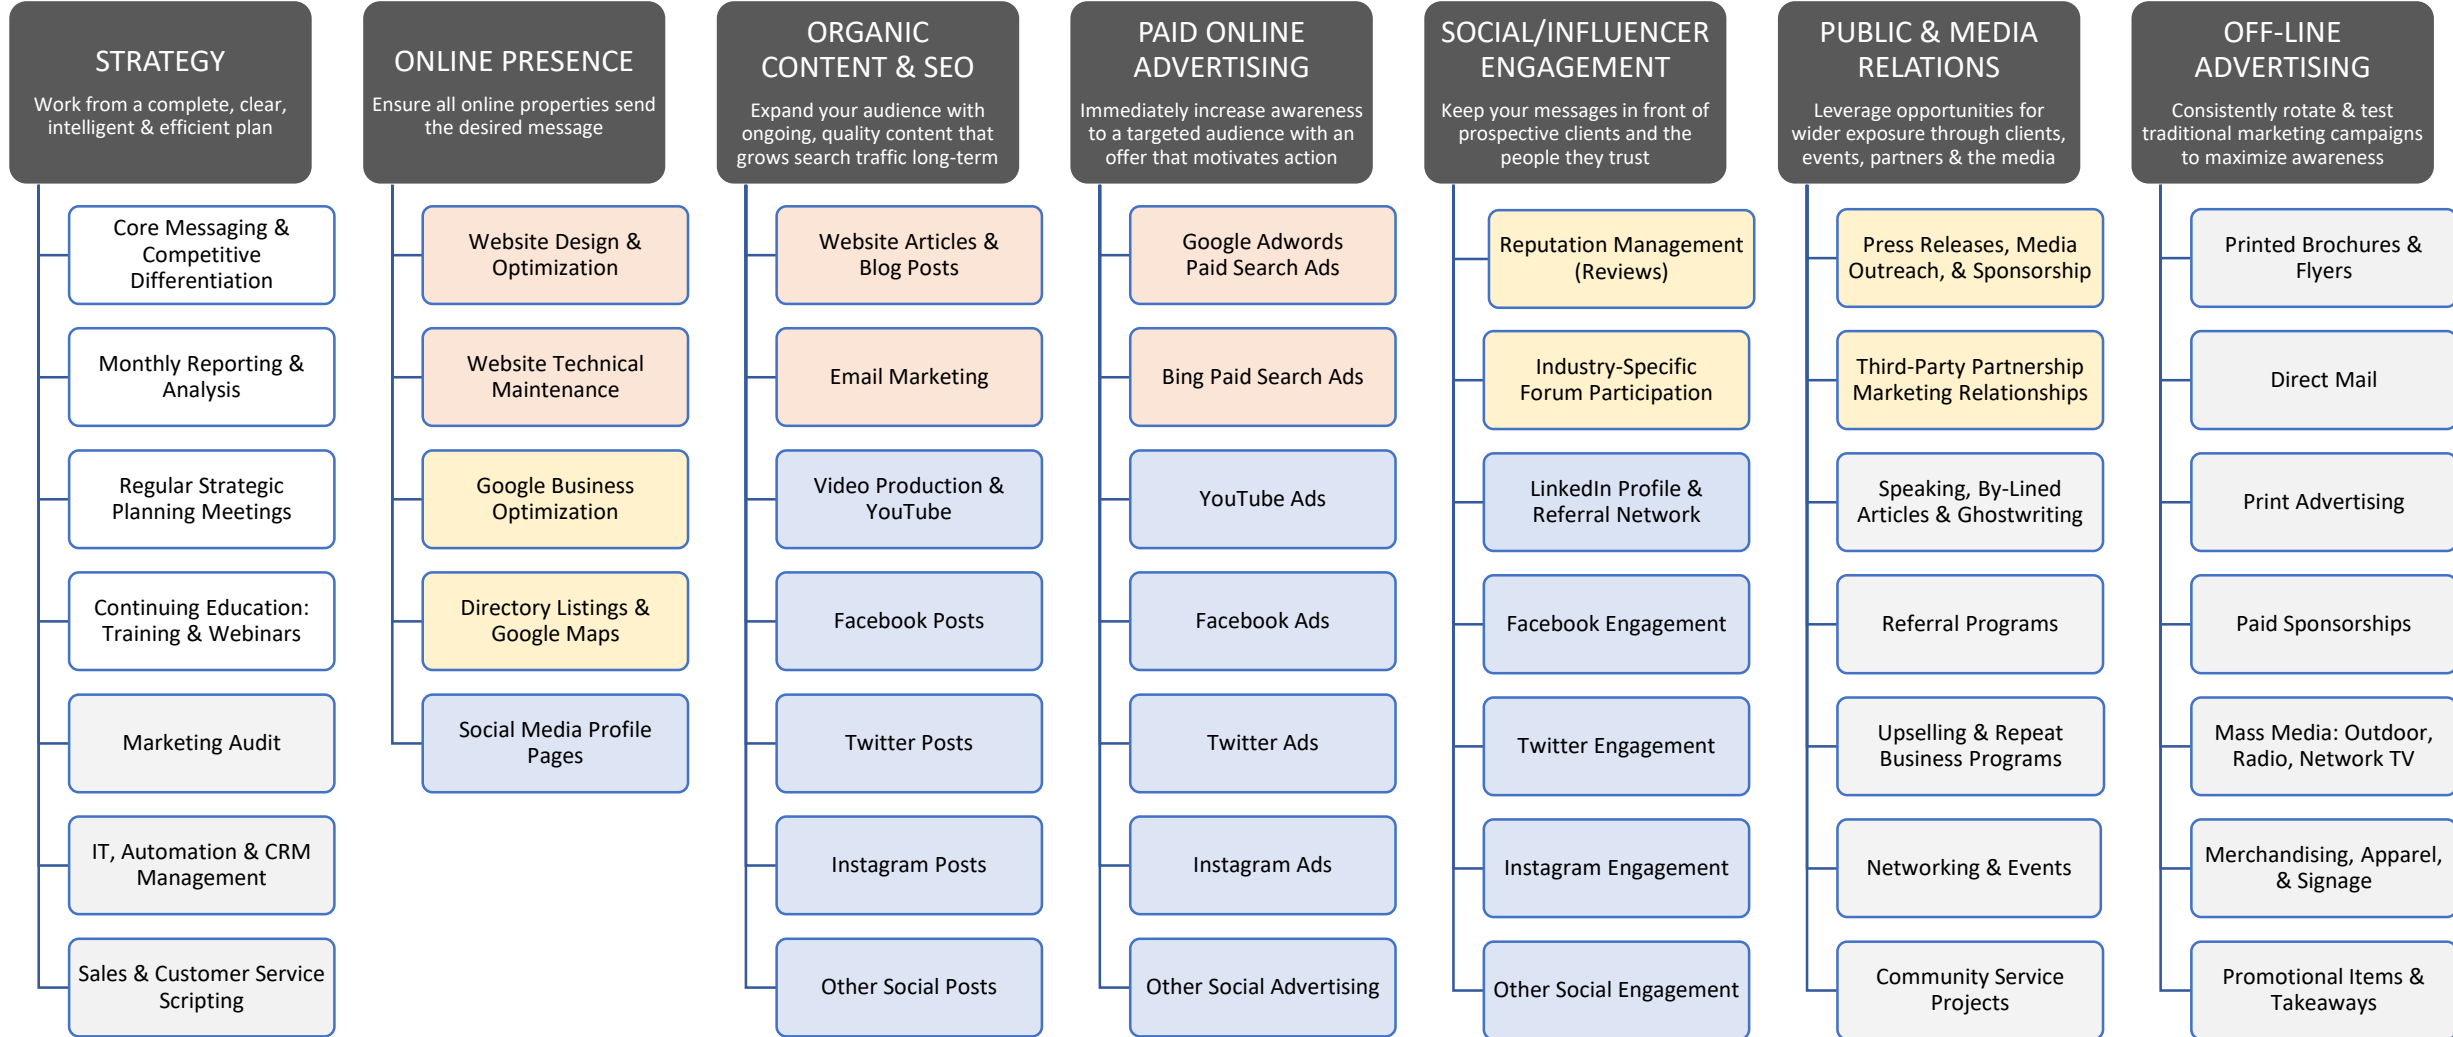 STRATEGY
Work from a complete, clear,
intelligent & efficient plan
Core Messaging &
Competitive
Differentiation
Monthly Reporting &
Analysis
Regular Strategic
Planning Meetings
Continuing Education:
Training & Webinars
Marketing Audit
IT, Automation & CRM
Management
Sales & Customer Service
Scripting
ONLINE PRESENCE
Ensure all online properties send
the desired message
Website Design &
Optimization
Website Technical
Maintenance
Google Business
Optimization
Directory Listings &
Google Maps
Social Media Profile
Pages
ORGANIC
CONTENT & SEO
Expand your audience with
ongoing, quality content that
grows search traffic long-term
Website Articles &
Blog Posts
Email Marketing
Video Production &
YouTube
Facebook Posts
Twitter Posts
Instagram Posts
Other Social Posts
PAID ONLINE
ADVERTISING
Immediately increase awareness
to a targeted audience with an
offer that motivates action
Google Adwords
Paid Search Ads
Bing Paid Search Ads
YouTube Ads
Facebook Ads
Twitter Ads
Instagram Ads
Other Social Advertising
SOCIAL/INFLUENCER
ENGAGEMENT
Keep your messages in front of
prospective clients and the
people they trust
Reputation Management
(Reviews)
Industry-Specific
Forum Participation
LinkedIn Profile &
Referral Network
Facebook Engagement
Twitter Engagement
Instagram Engagement
Other Social Engagement
PUBLIC & MEDIA
RELATIONS
Leverage opportunities for
wider exposure through clients,
events, partners & the media
Press Releases, Media
Outreach, & Sponsorship
Third-Party Partnership
Marketing Relationships
Speaking, By-Lined
Articles & Ghostwriting
Referral Programs
Upselling & Repeat
Business Programs
Networking & Events
Community Service
Projects
OFF-LINE
ADVERTISING
Consistently rotate & test
traditional marketing campaigns
to maximize awareness
Printed Brochures &
Flyers
Direct Mail
Print Advertising
Paid Sponsorships
Mass Media: Outdoor,
Radio, Network TV
Merchandising, Apparel,
& Signage
Promotional Items &
Takeaways